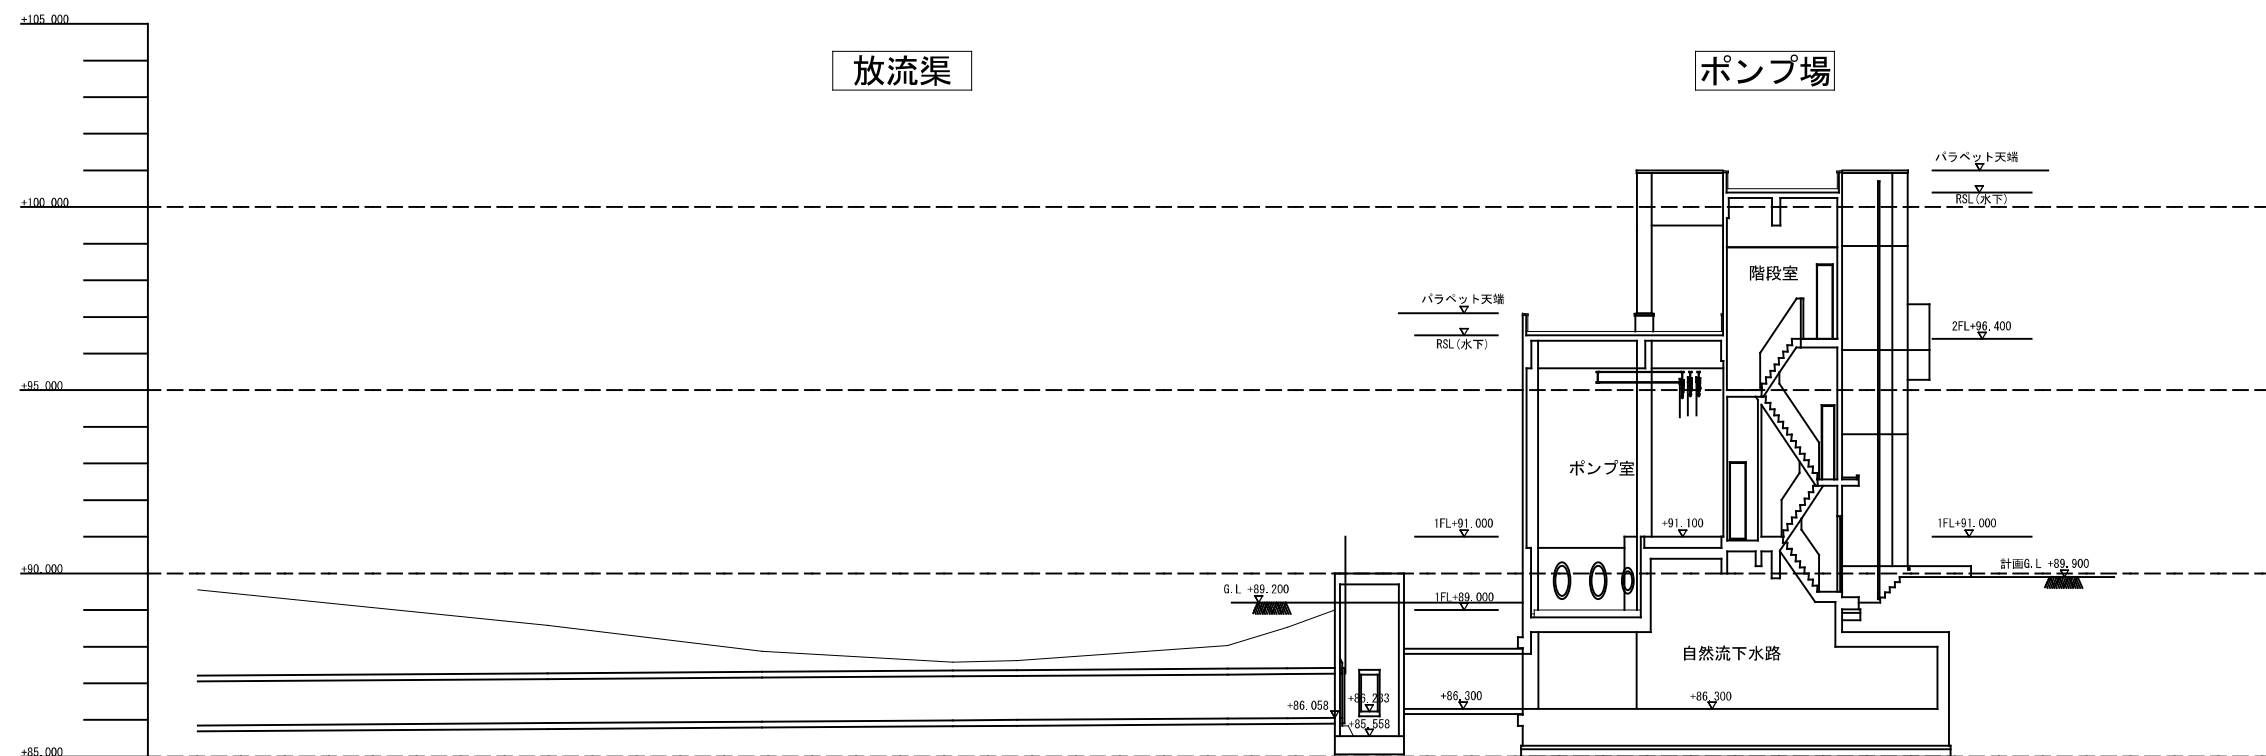 +105.000
放流渠
ポンプ場
パラペット天端
RSL(水下)
+100.000
階段室
パラペット天端
RSL(水下)
2FL+96.400
+95.000
ポンプ室
1FL+91.000
+91.100
1FL+91.000
+90.000
計画G.L +89.900
G.L +89.200
1FL+89.000
自然流下水路
+86.058
+86.263
+86.300
+86.300
+85.558
+85.000